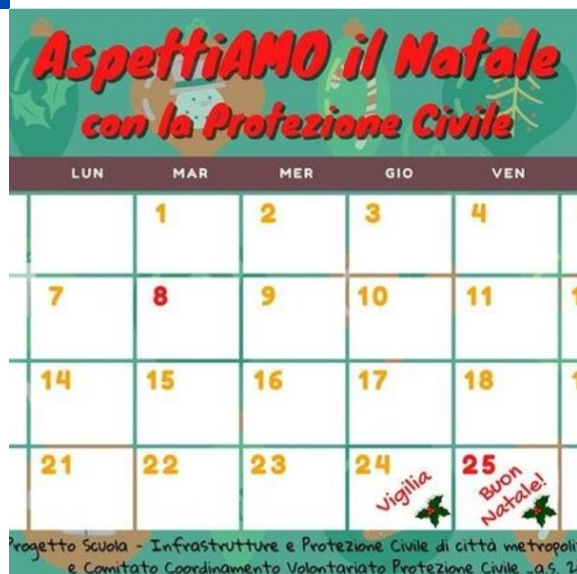 AspettiAMO il Natale
con la Protezione Civile
LUN MAR MER GIO VEN
1 2 3 4
7 8 9 10 11
14 15 16 17 18
21 22 23 24 25
Vigilia
Buon
Natale!
Progetto Scuola - Infrastrutture e Protezione Civile di città
e Comitato Coordinamento Volontariato Protezione Civile _a.s.